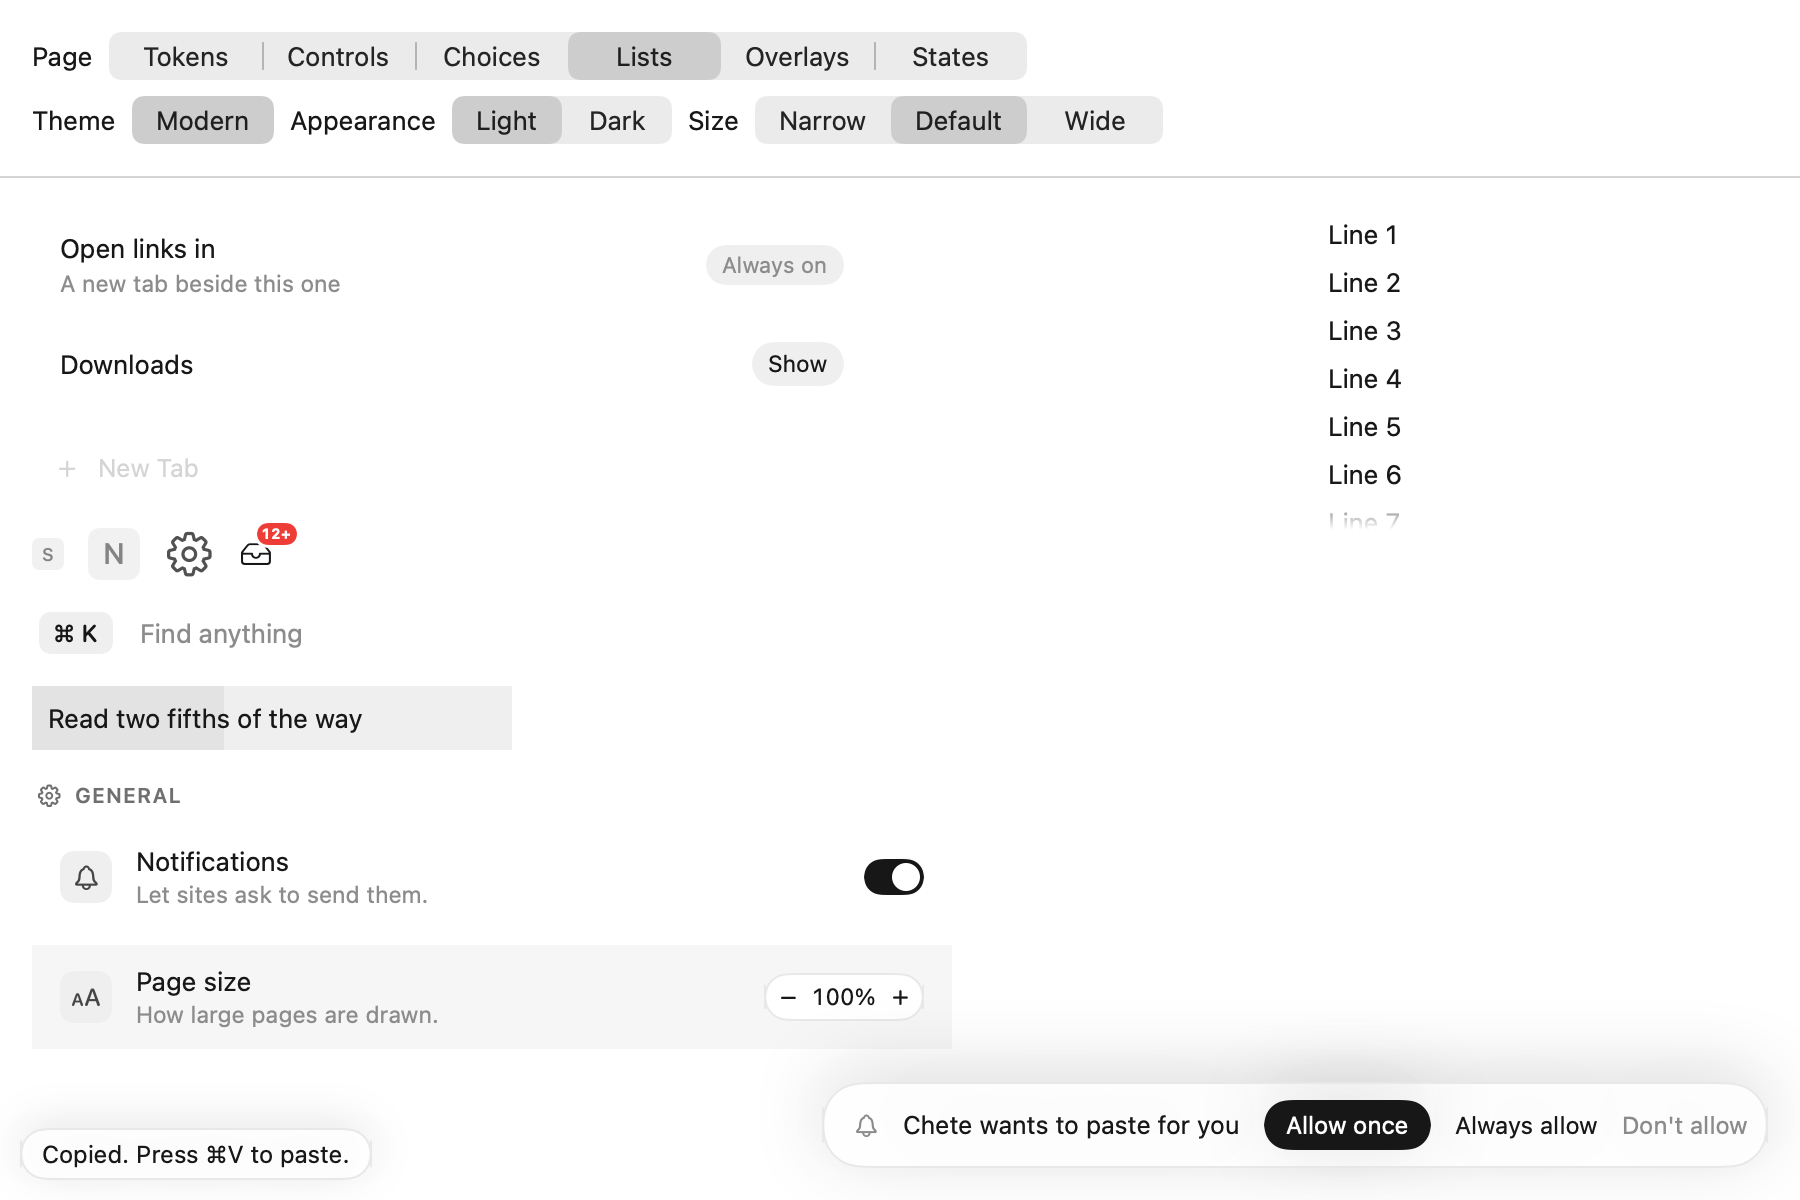 Page Tokens Controls Choices Lists Overlays States
Theme Modern Appearance Light Dark Size Narrow Default Wide
Open links in
A new tab beside this one
Always on
Downloads
Show
+ New Tab
S N 12+
⌘ K Find anything
Read two fifths of the way
GENERAL
Notifications
Let sites ask to send them.
AA
Page size
How large pages are drawn.
− 100% +
Line 1
Line 2
Line 3
Line 4
Line 5
Line 6
Line 7
Copied. Press ⌘V to paste.
Chete wants to paste for you Allow once Always allow Don't allow